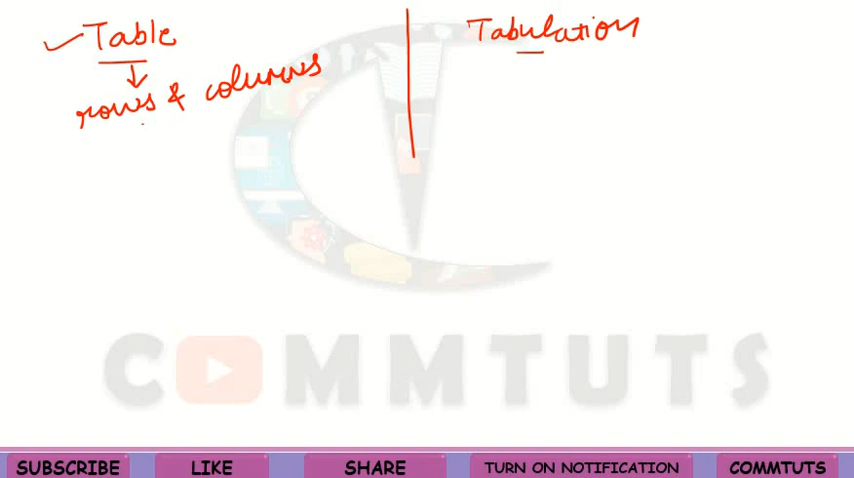 Table
rows & columns
Tabulation
COMMTUTS
SUBSCRIBE
LIKE
SHARE
TURN ON NOTIFICATION
COMMTUTS